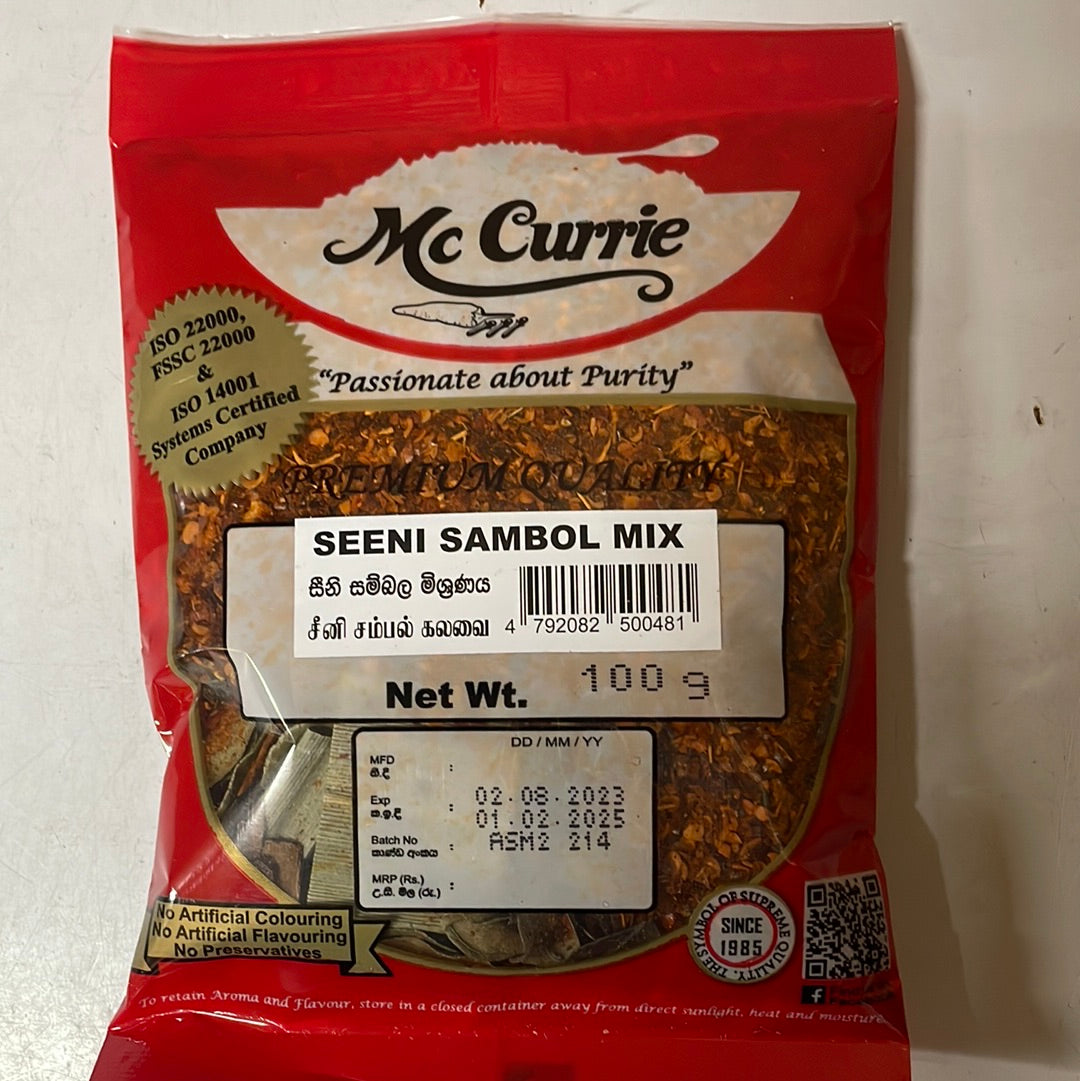 Mc Currie
"Passionate about Purity"
ISO 22000,
FSSC 22000
&
ISO 14001
Systems Certified
Company
PREMIUM QUALITY
SEENI SAMBOL MIX
සීනි සම්බල මිශ්‍රණය
சீனி சம்பல் கலவை
4 792082 500481
Net Wt. 100 g
DD / MM / YY
MFD :
නි.දි
Exp : 02.08.2023
ක.ඉ.දි 01.02.2025
Batch No : ASM2 214
කාණ්ඩ අංකය
MRP (Rs.) :
උ.සි. මිල (රු.)
No Artificial Colouring
No Artificial Flavouring
No Preservatives
THE SYMBOL OF SUPREME QUALITY.
SINCE
1985
To retain Aroma and Flavour, store in a closed container away from direct sunlight, heat and moisture